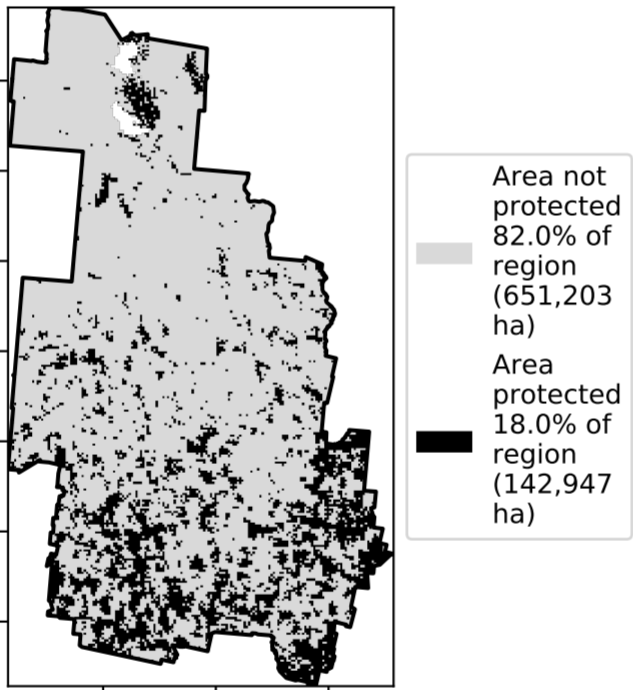 Area not
protected
82.0% of
region
(651,203
ha)
Area
protected
18.0% of
region
(142,947
ha)